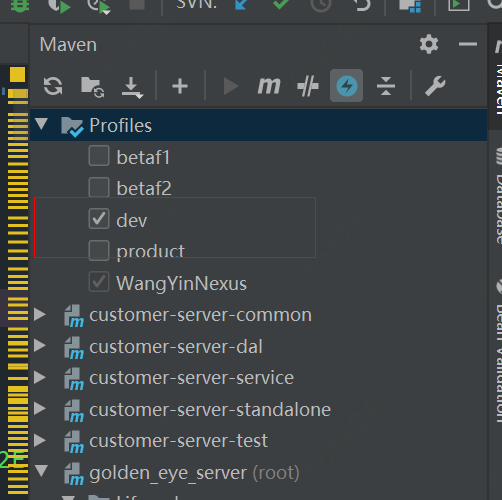 SVN:
Maven
m
Profiles
betaf1
betaf2
dev
product
WangYinNexus
customer-server-common
customer-server-dal
customer-server-service
customer-server-standalone
customer-server-test
golden_eye_server (root)
Maven
Database
Bean Validation